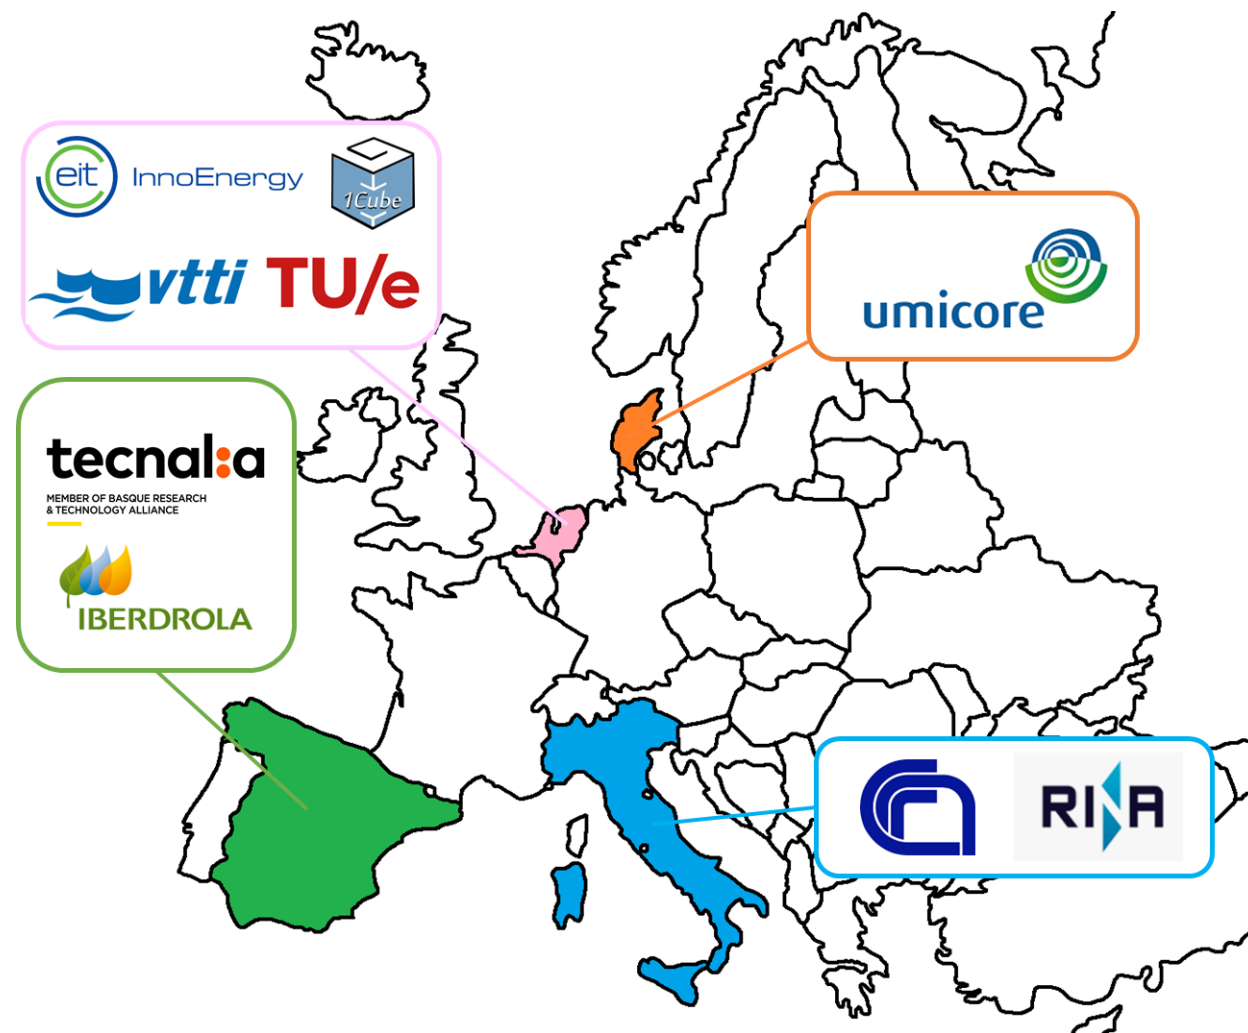 eit InnoEnergy
1Cube
vtti TU/e
umicore
tecnal:a
MEMBER OF BASQUE RESEARCH
& TECHNOLOGY ALLIANCE
IBERDROLA
RINA